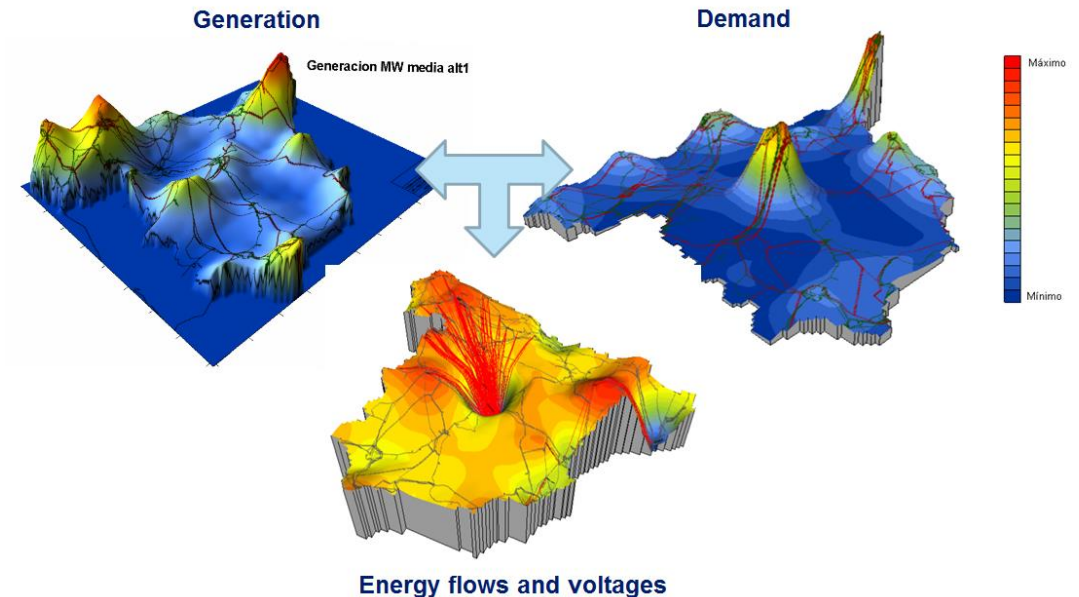 Generation
Demand
Generacion MW media alt1
Máximo
Mínimo
Energy flows and voltages